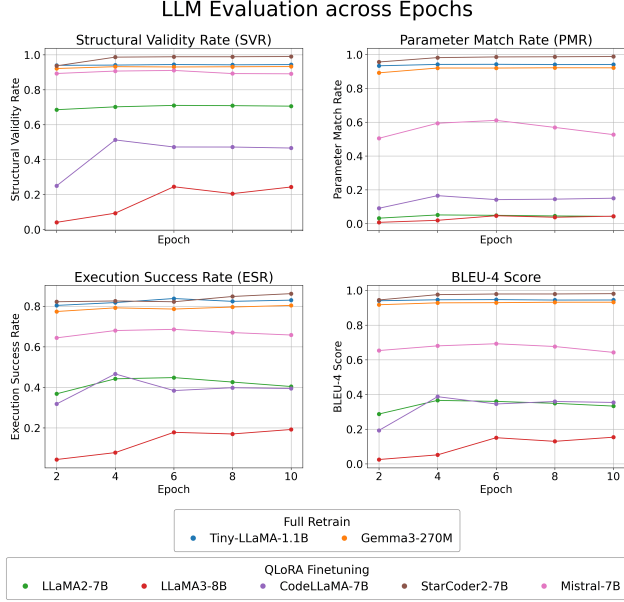 LLM Evaluation across Epochs
Structural Validity Rate (SVR)
Structural Validity Rate
1.0
0.8
0.6
0.4
0.2
0.0
Epoch
Parameter Match Rate (PMR)
Parameter Match Rate
1.0
0.8
0.6
0.4
0.2
0.0
Epoch
Execution Success Rate (ESR)
Execution Success Rate
0.8
0.6
0.4
0.2
2 4 6 8 10
Epoch
BLEU-4 Score
BLEU-4 Score
1.0
0.8
0.6
0.4
0.2
0.0
2 4 6 8 10
Epoch
Full Retrain
Tiny-LLaMA-1.1B Gemma3-270M
QLoRA Finetuning
LLaMA2-7B LLaMA3-8B CodeLLaMA-7B StarCoder2-7B Mistral-7B